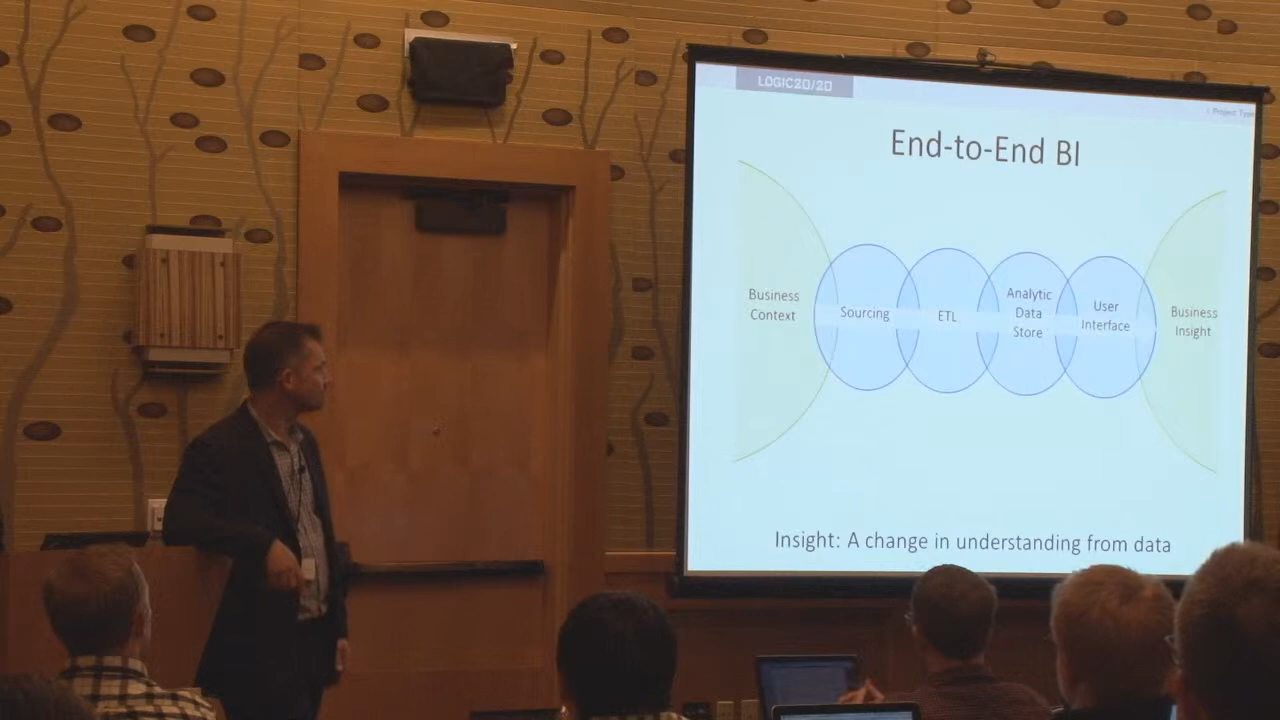 LOGIC20/20
End-to-End BI
Business
Context
Sourcing
ETL
Analytic
Data
Store
User
Interface
Business
Insight
Insight: A change in understanding from data